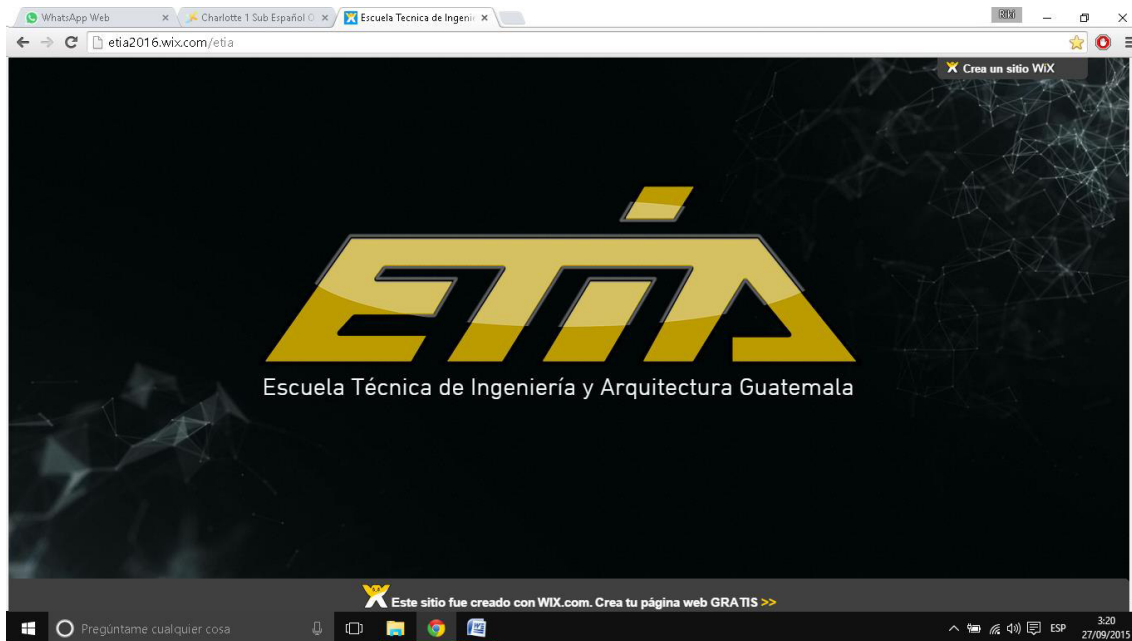 WhatsApp Web
Charlotte 1 Sub Español O
Escuela Tecnica de Ingenie
Riki
etia2016.wix.com/etia
Crea un sitio WiX
ETIA
Escuela Técnica de Ingeniería y Arquitectura Guatemala
Este sitio fue creado con WIX.com. Crea tu página web GRATIS >>
Pregúntame cualquier cosa
ESP
3:20
27/09/2015